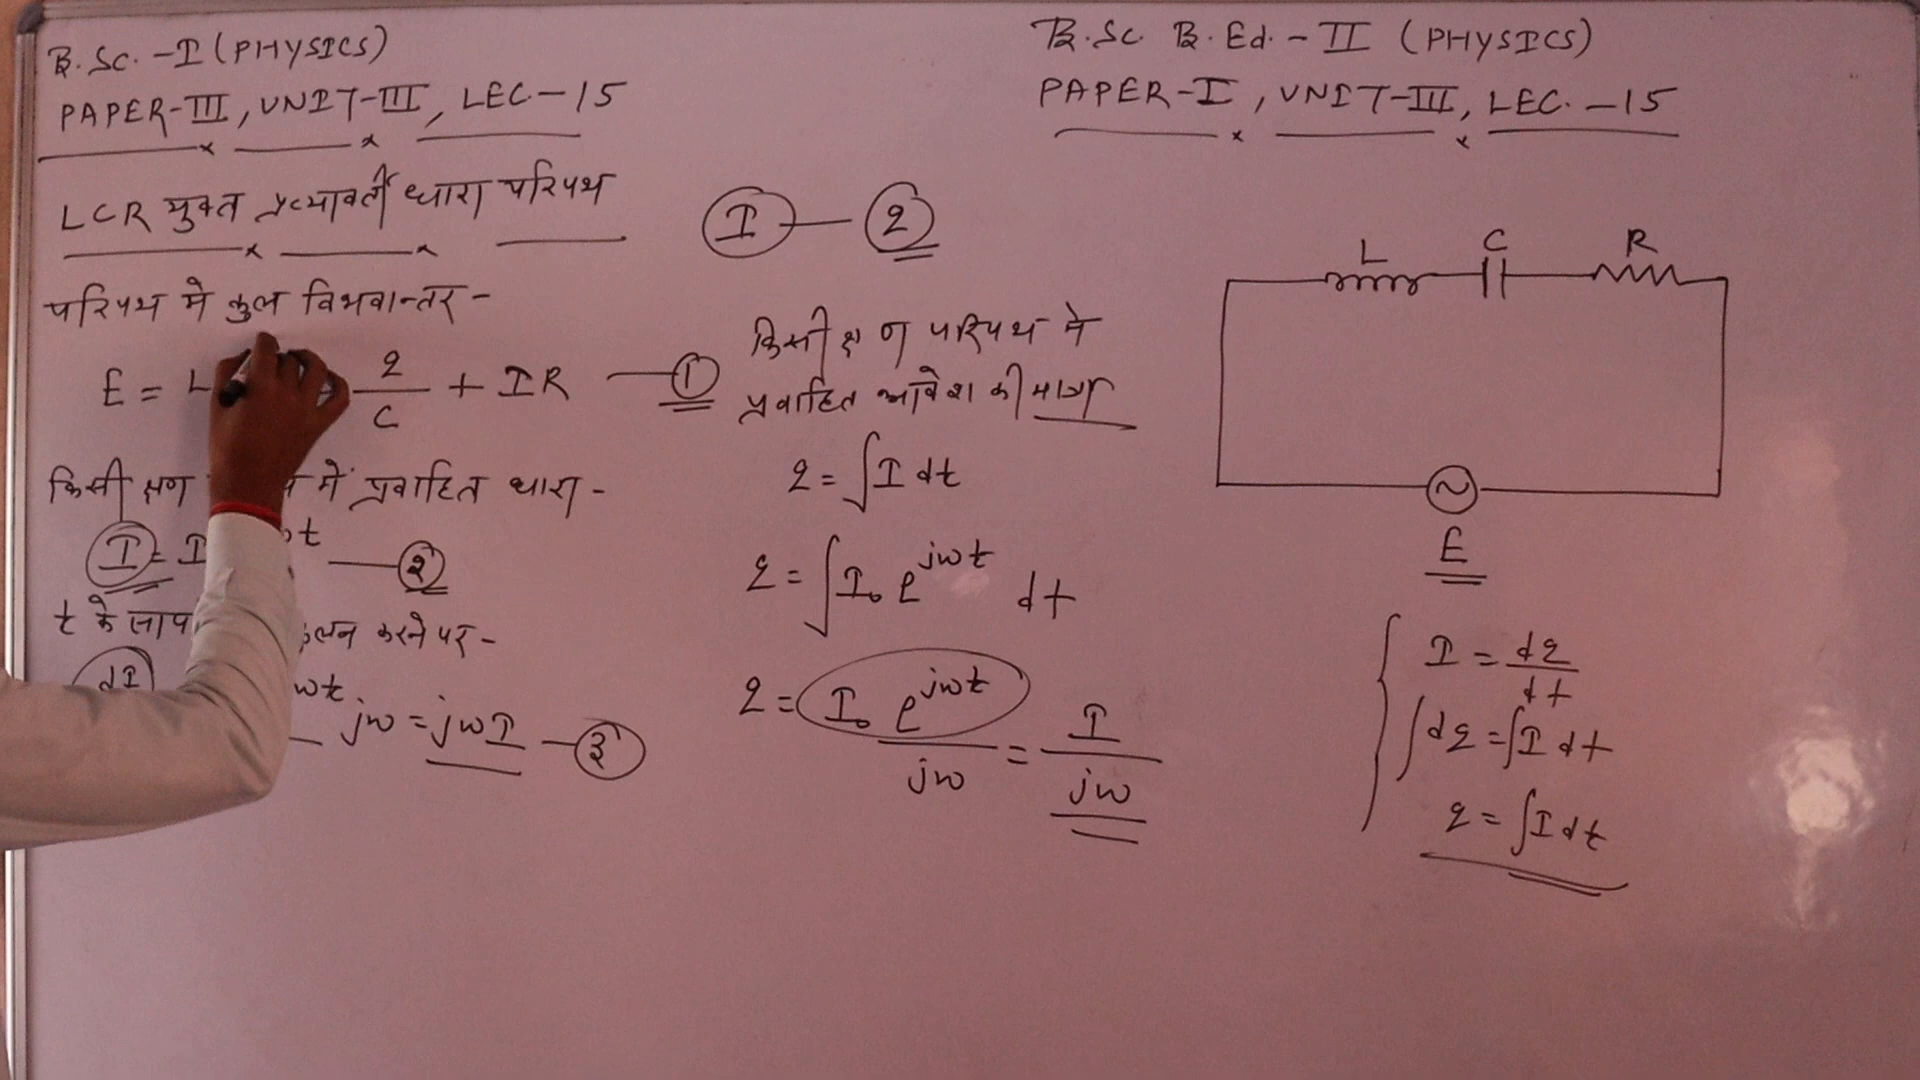 B.Sc.-I (PHYSICS)
PAPER-III, UNIT-III, LEC-15
LCR युक्त प्रत्यावर्ती धारा परिपथ
परिपथ मे कुल विभवान्तर-
E = L q/C + IR — ①
किसी क्षण में प्रवाहित धारा-
I = I t — ②
t के साप कलन करने पर-
dI ωt jω = jωI — ③
I — q
किसी क्षण परिपथ मे
प्रवाहित आवेश की मात्रा
q = ∫I dt
q = ∫I₀ e^jωt dt
q = I₀ e^jωt / jω = I / jω
B.Sc. B.Ed.-II (PHYSICS)
PAPER-I, UNIT-III, LEC.-15
L C R
E
I = dq/dt
∫dq = ∫I dt
q = ∫I dt